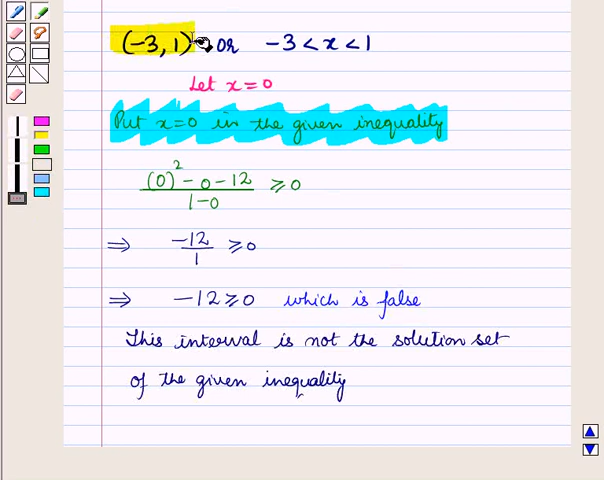 (-3, 1) or -3 < x < 1
Let x = 0
Put x=0 in the given inequality
(0)² - 0 - 12 / 1 - 0 ⩾ 0
⇒ -12 / 1 ⩾ 0
⇒ -12 ⩾ 0 which is false
This interval is not the solution set
of the given inequality